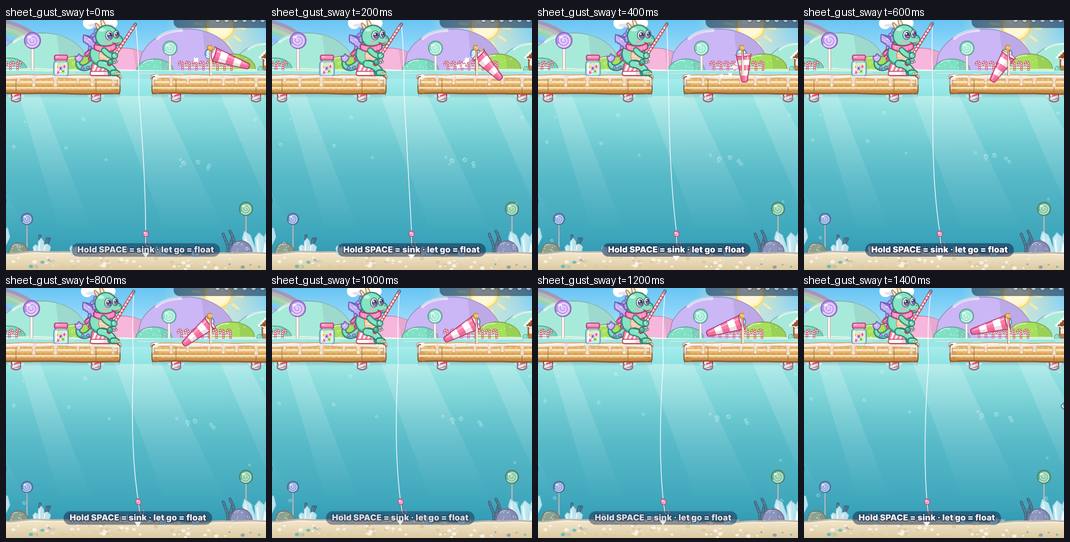 sheet_gust_sway t=0ms
sheet_gust_sway t=200ms
sheet_gust_sway t=400ms
sheet_gust_sway t=600ms
Hold SPACE = sink · let go = float
Hold SPACE = sink · let go = float
Hold SPACE = sink · let go = float
Hold SPACE = sink · let go = float
sheet_gust_sway t=800ms
sheet_gust_sway t=1000ms
sheet_gust_sway t=1200ms
sheet_gust_sway t=1400ms
Hold SPACE = sink · let go = float
Hold SPACE = sink · let go = float
Hold SPACE = sink · let go = float
Hold SPACE = sink · let go = float